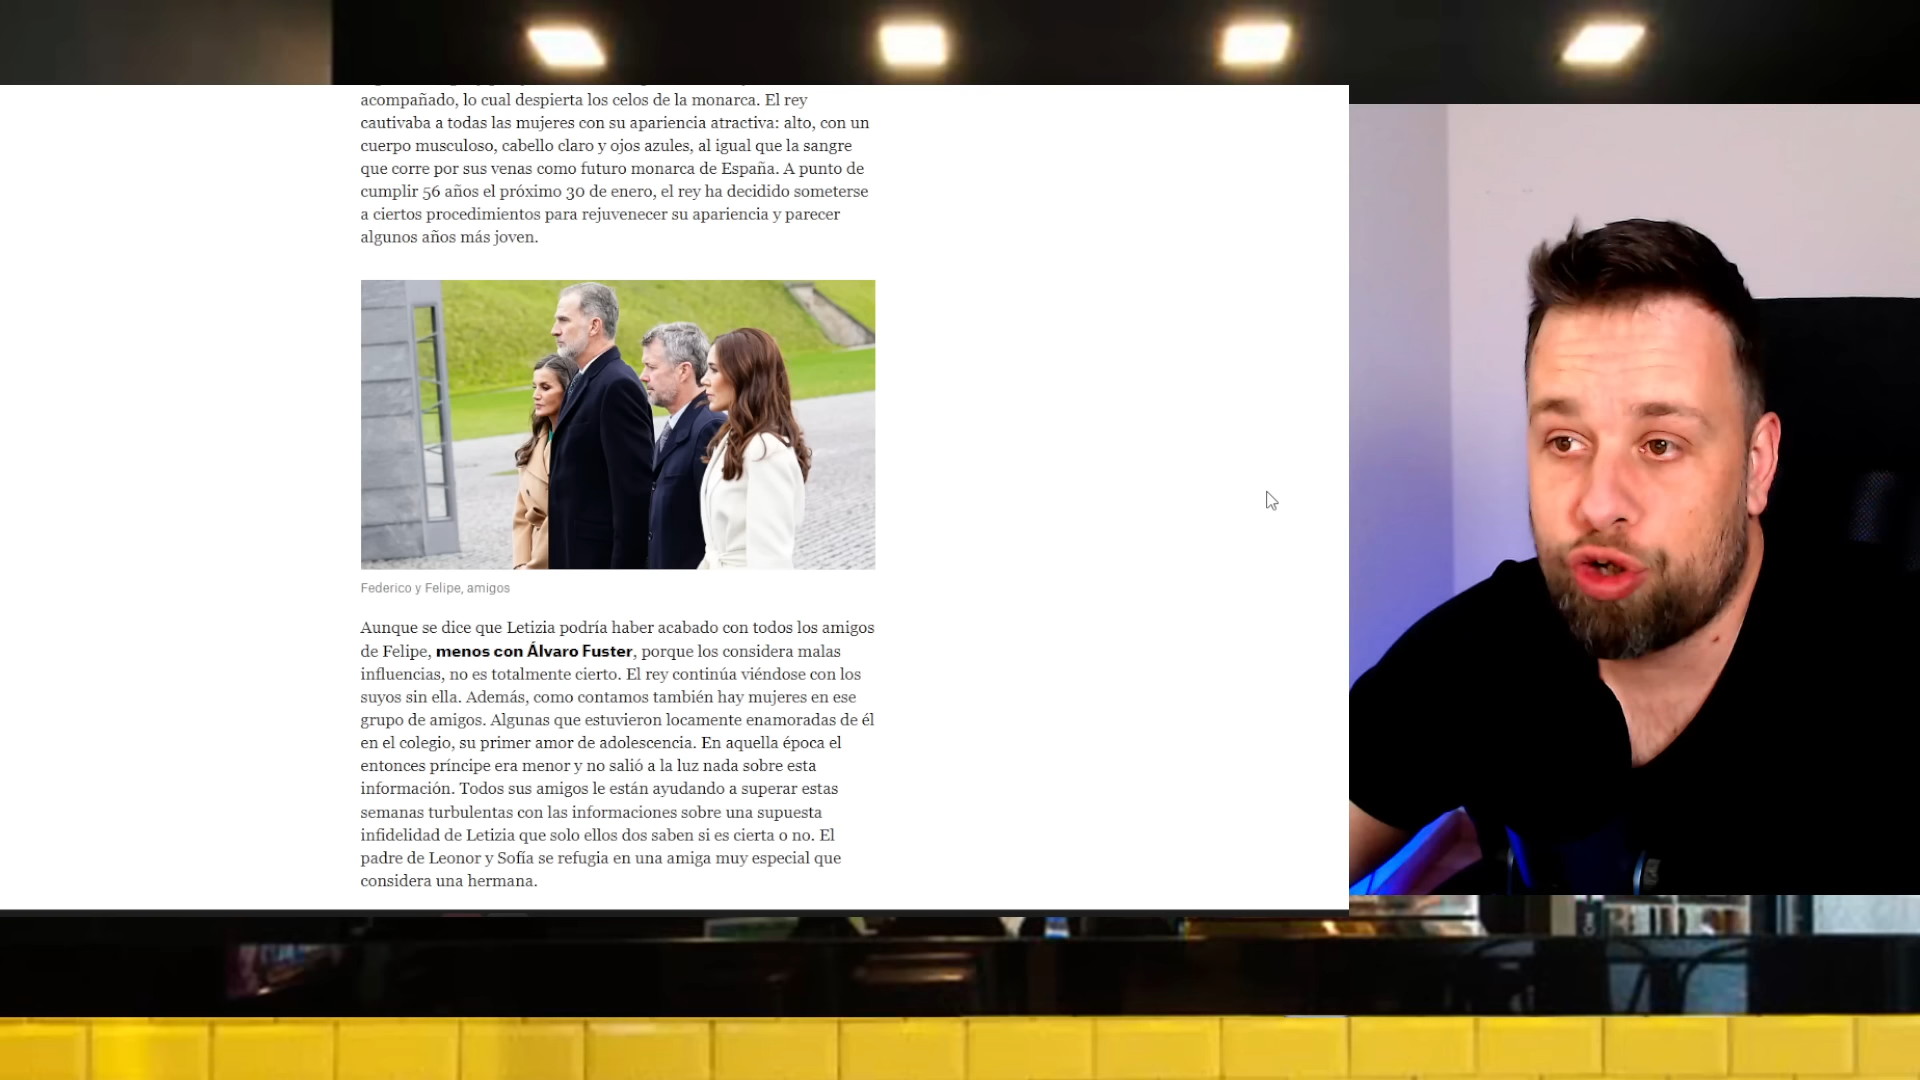 acompañado, lo cual despierta los celos de la monarca. El rey
cautivaba a todas las mujeres con su apariencia atractiva: alto, con un
cuerpo musculoso, cabello claro y ojos azules, al igual que la sangre
que corre por sus venas como futuro monarca de España. A punto de
cumplir 56 años el próximo 30 de enero, el rey ha decidido someterse
a ciertos procedimientos para rejuvenecer su apariencia y parecer
algunos años más joven.
Federico y Felipe, amigos
Aunque se dice que Letizia podría haber acabado con todos los amigos
de Felipe, menos con Álvaro Fuster, porque los considera malas
influencias, no es totalmente cierto. El rey continúa viéndose con los
suyos sin ella. Además, como contamos también hay mujeres en ese
grupo de amigos. Algunas que estuvieron locamente enamoradas de él
en el colegio, su primer amor de adolescencia. En aquella época el
entonces príncipe era menor y no salió a la luz nada sobre esta
información. Todos sus amigos le están ayudando a superar estas
semanas turbulentas con las informaciones sobre una supuesta
infidelidad de Letizia que solo ellos dos saben si es cierta o no. El
padre de Leonor y Sofía se refugia en una amiga muy especial que
considera una hermana.